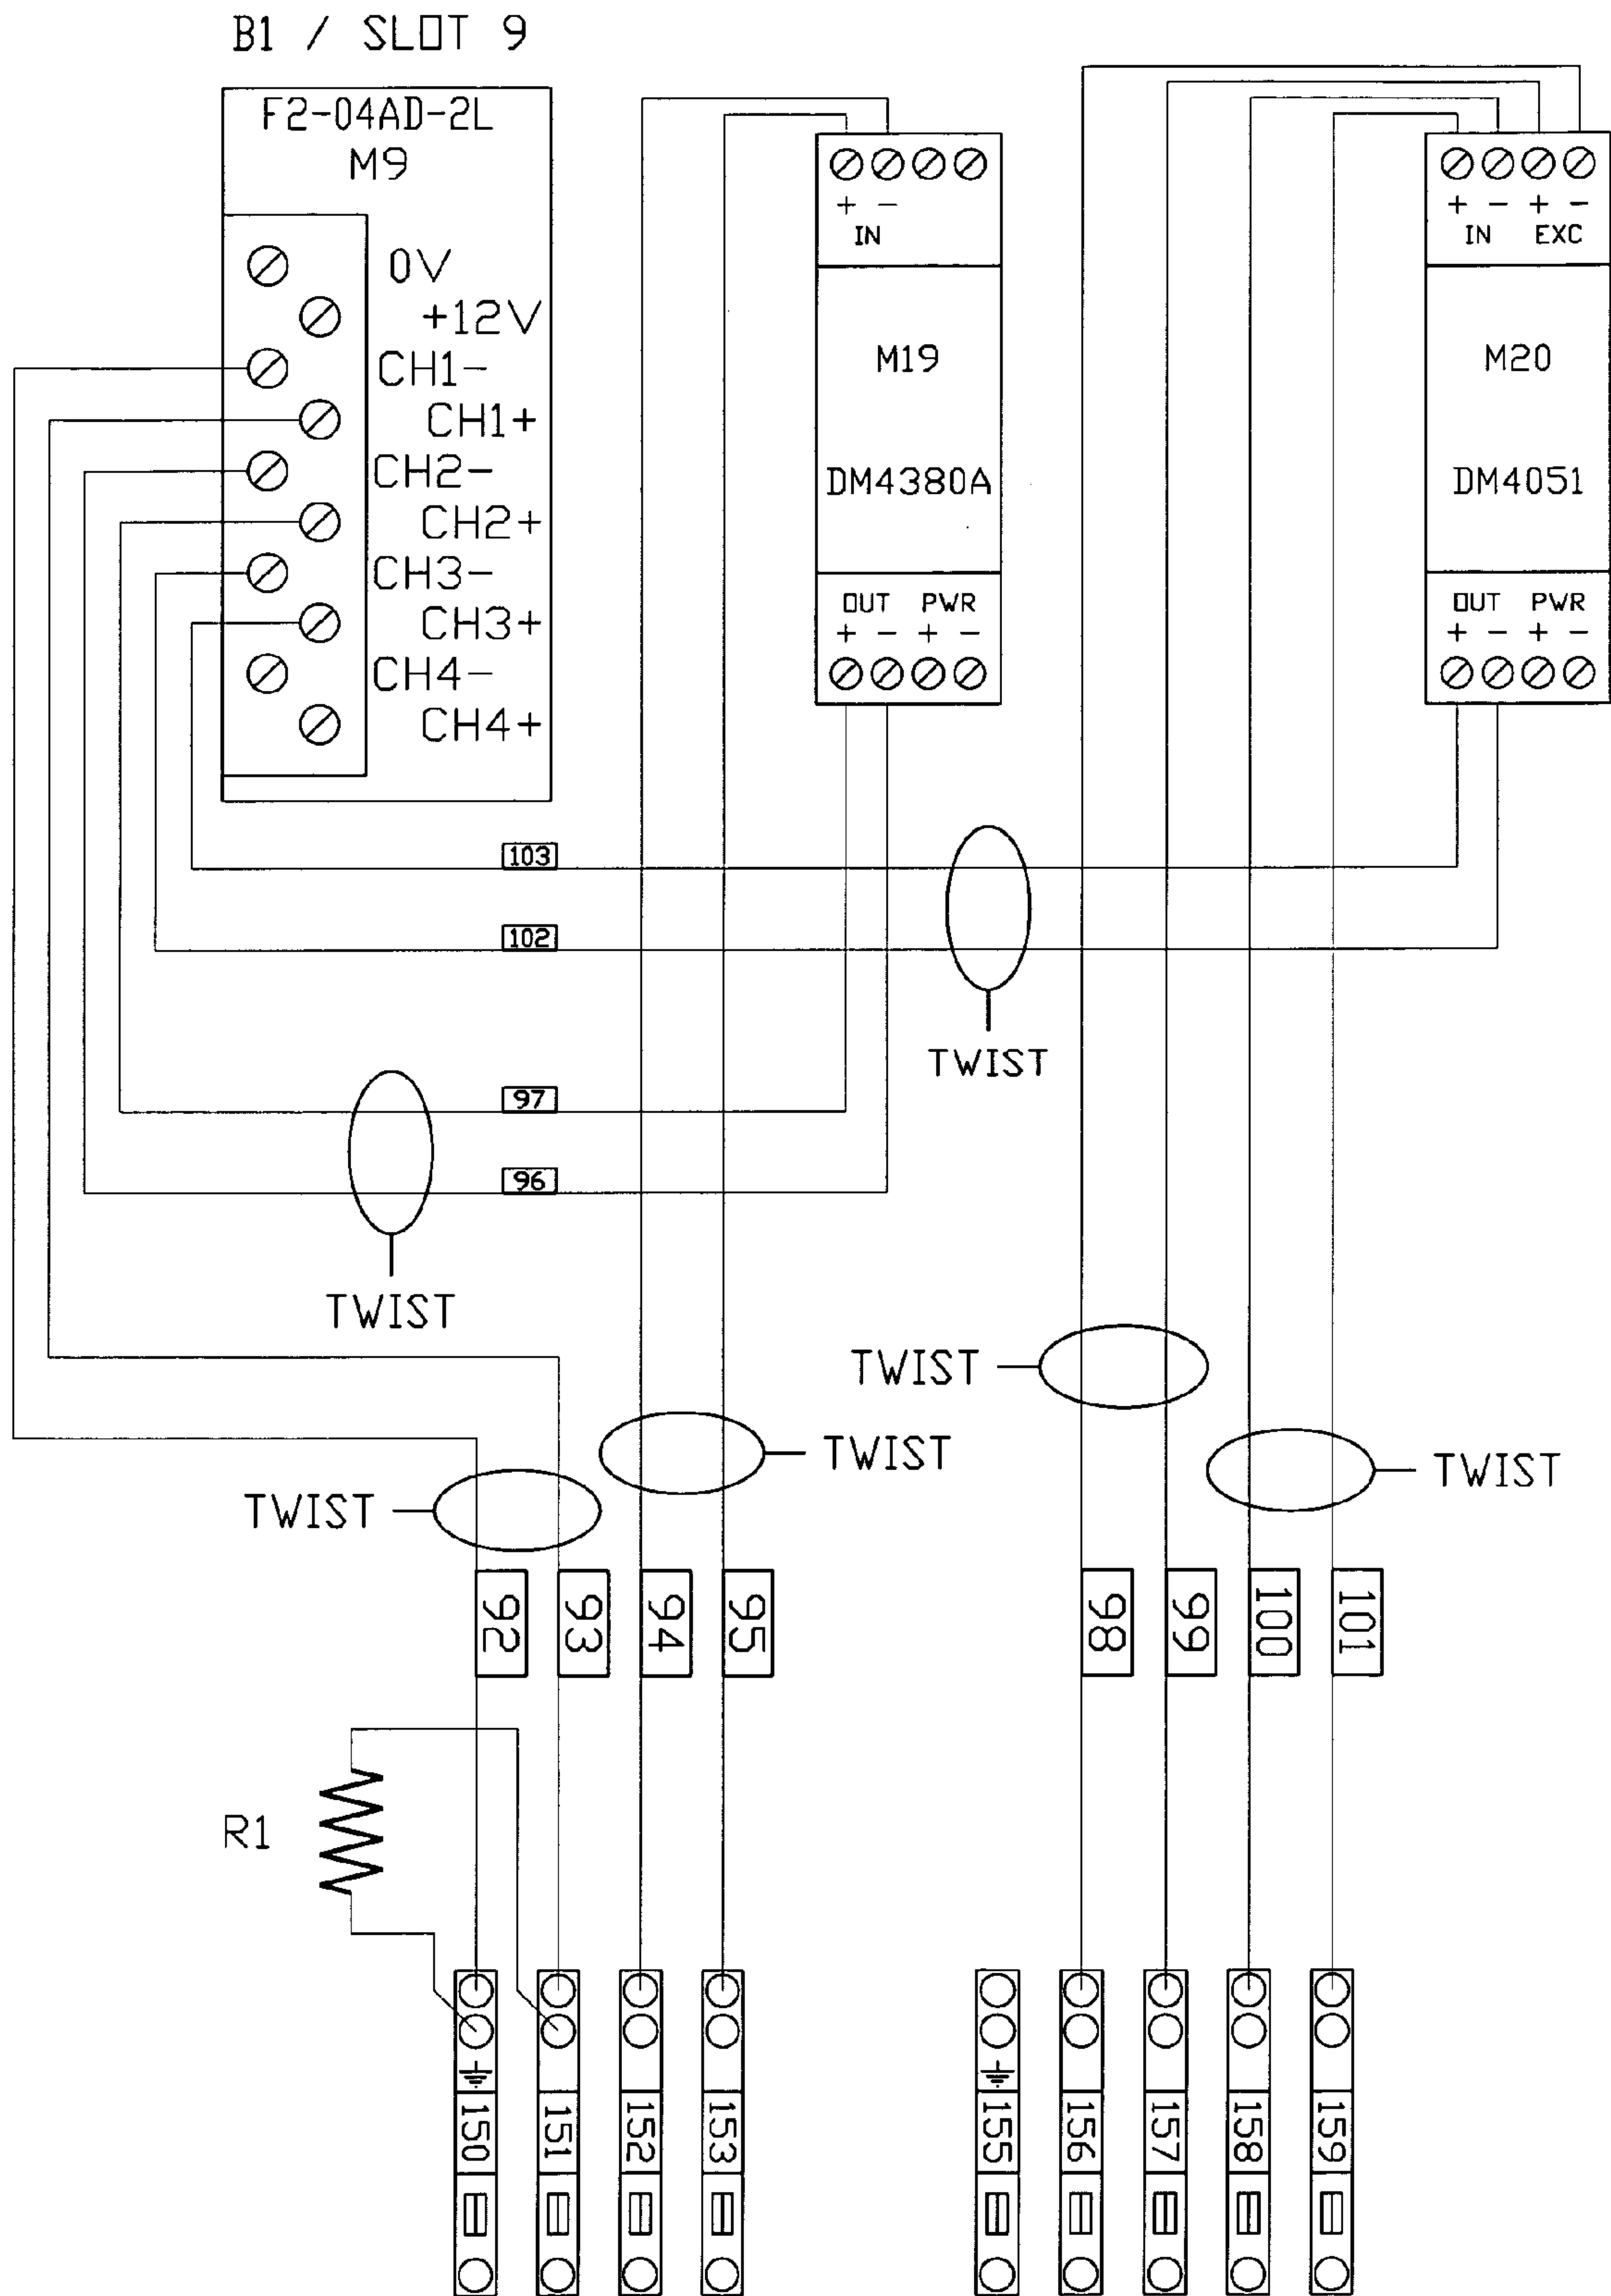 B1 / SLOT 9
F2-04AD-2L
M9
0V
+12V
CH1-
CH1+
CH2-
CH2+
CH3-
CH3+
CH4-
CH4+
+ -
IN
M19
DM4380A
OUT PWR
+ - + -
+ - + -
IN EXC
M20
DM4051
OUT PWR
+ - + -
103
102
TWIST
97
96
TWIST
TWIST
TWIST
TWIST
TWIST
92
93
94
95
98
99
100
101
R1
150
151
152
153
155
156
157
158
159